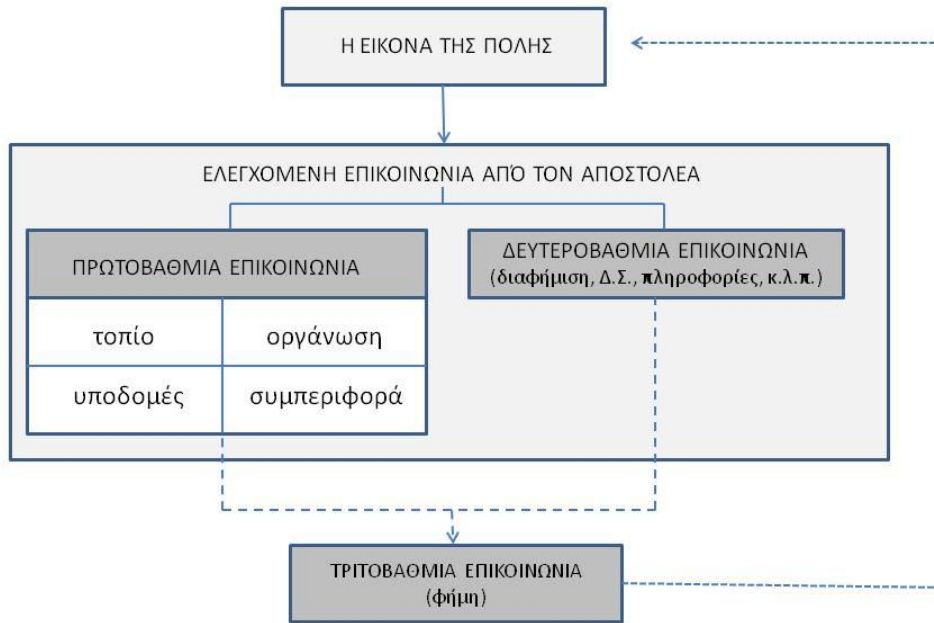 Η ΕΙΚΟΝΑ ΤΗΣ ΠΟΛΗΣ
ΕΛΕΓΧΟΜΕΝΗ ΕΠΙΚΟΙΝΩΝΙΑ ΑΠΌ ΤΟΝ ΑΠΟΣΤΟΛΕΑ
ΠΡΩΤΟΒΑΘΜΙΑ ΕΠΙΚΟΙΝΩΝΙΑ
τοπίο
οργάνωση
υποδομές
συμπεριφορά
ΔΕΥΤΕΡΟΒΑΘΜΙΑ ΕΠΙΚΟΙΝΩΝΙΑ
(διαφήμιση, Δ.Σ., πληροφορίες, κ.λ.π.)
ΤΡΙΤΟΒΑΘΜΙΑ ΕΠΙΚΟΙΝΩΝΙΑ
(φήμη)